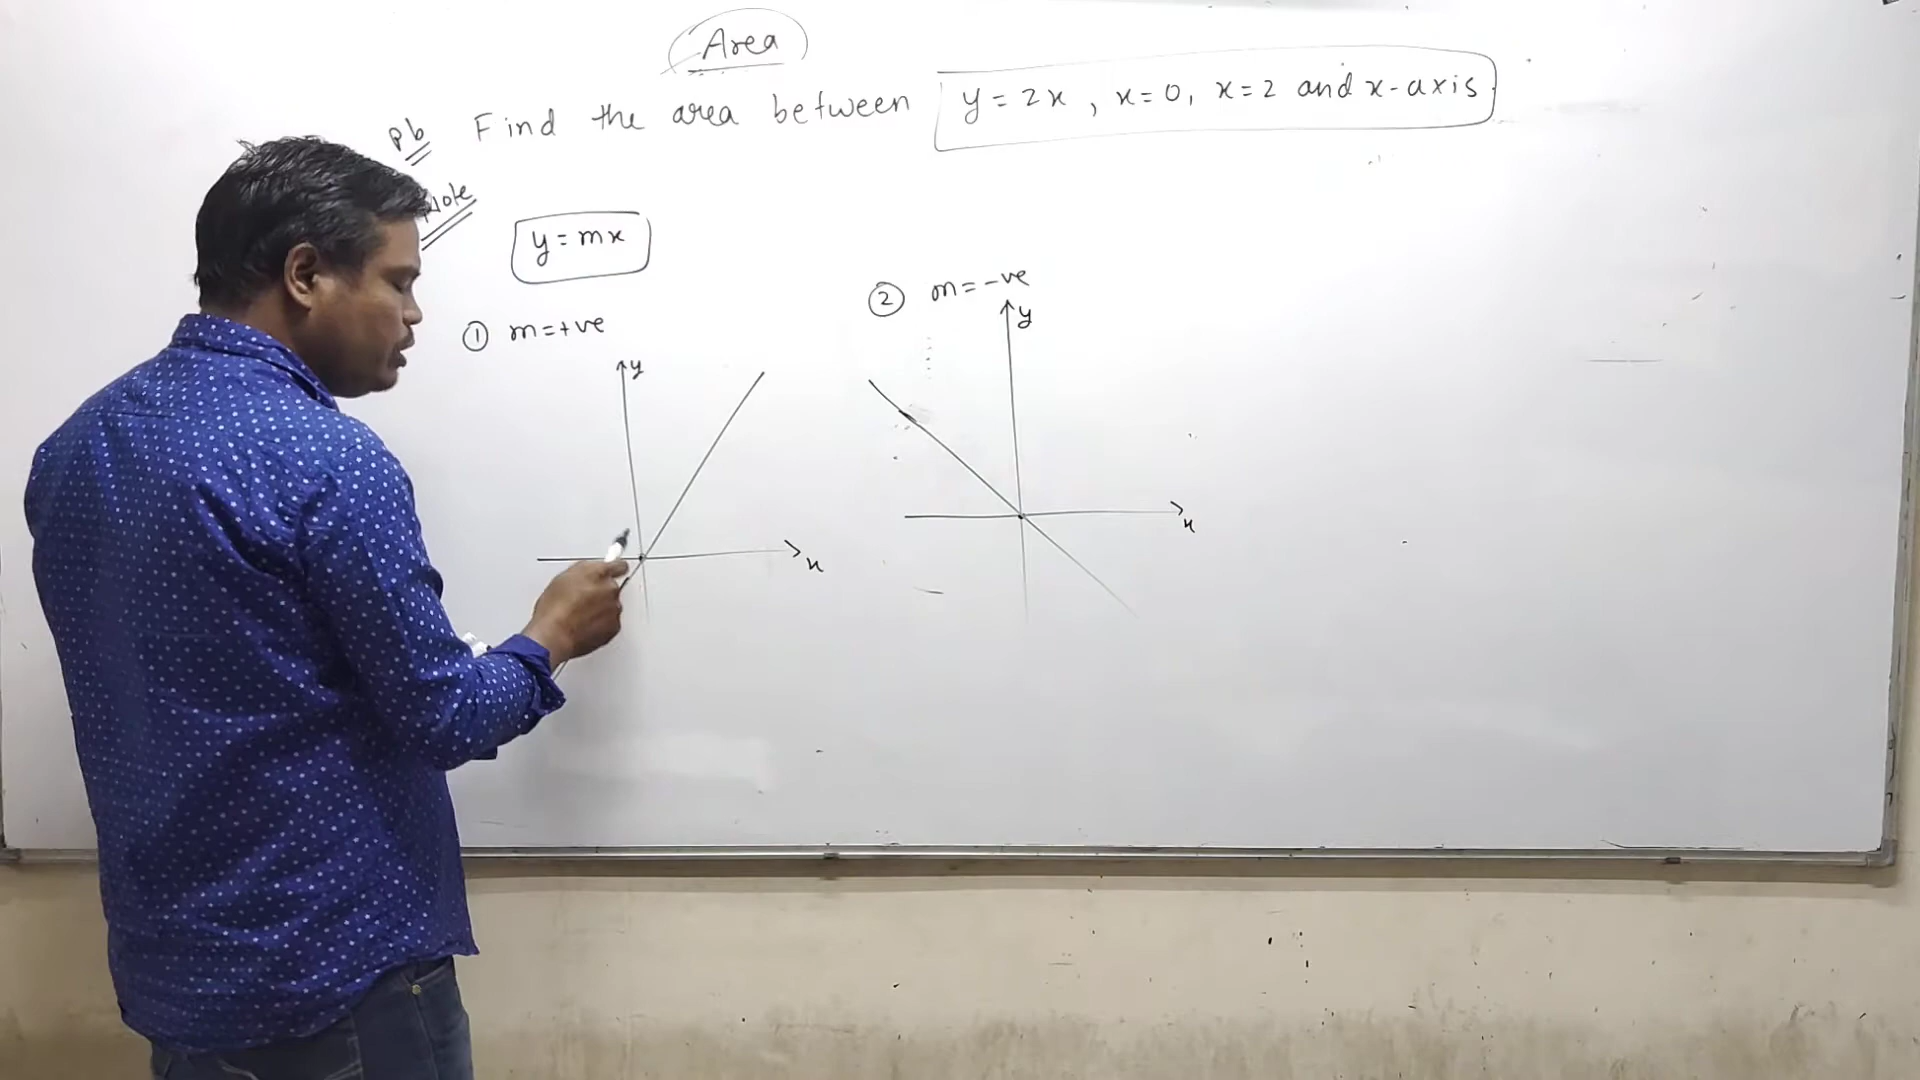 Area
Pb Find the area between y = 2x , x = 0, x = 2 and x-axis
Note
y = mx
① m = +ve
② m = -ve
y
x
y
x